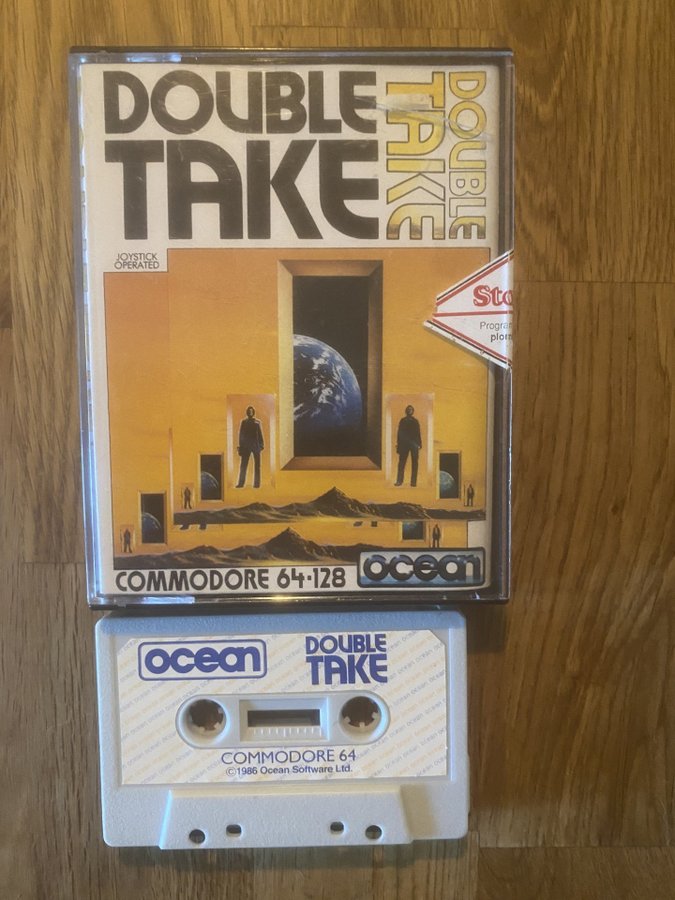 DOUBLE
TAKE
DOUBLE
TAKE
JOYSTICK
OPERATED
COMMODORE 64·128
ocean
ocean
DOUBLE
TAKE
COMMODORE 64
©1986 Ocean Software Ltd.